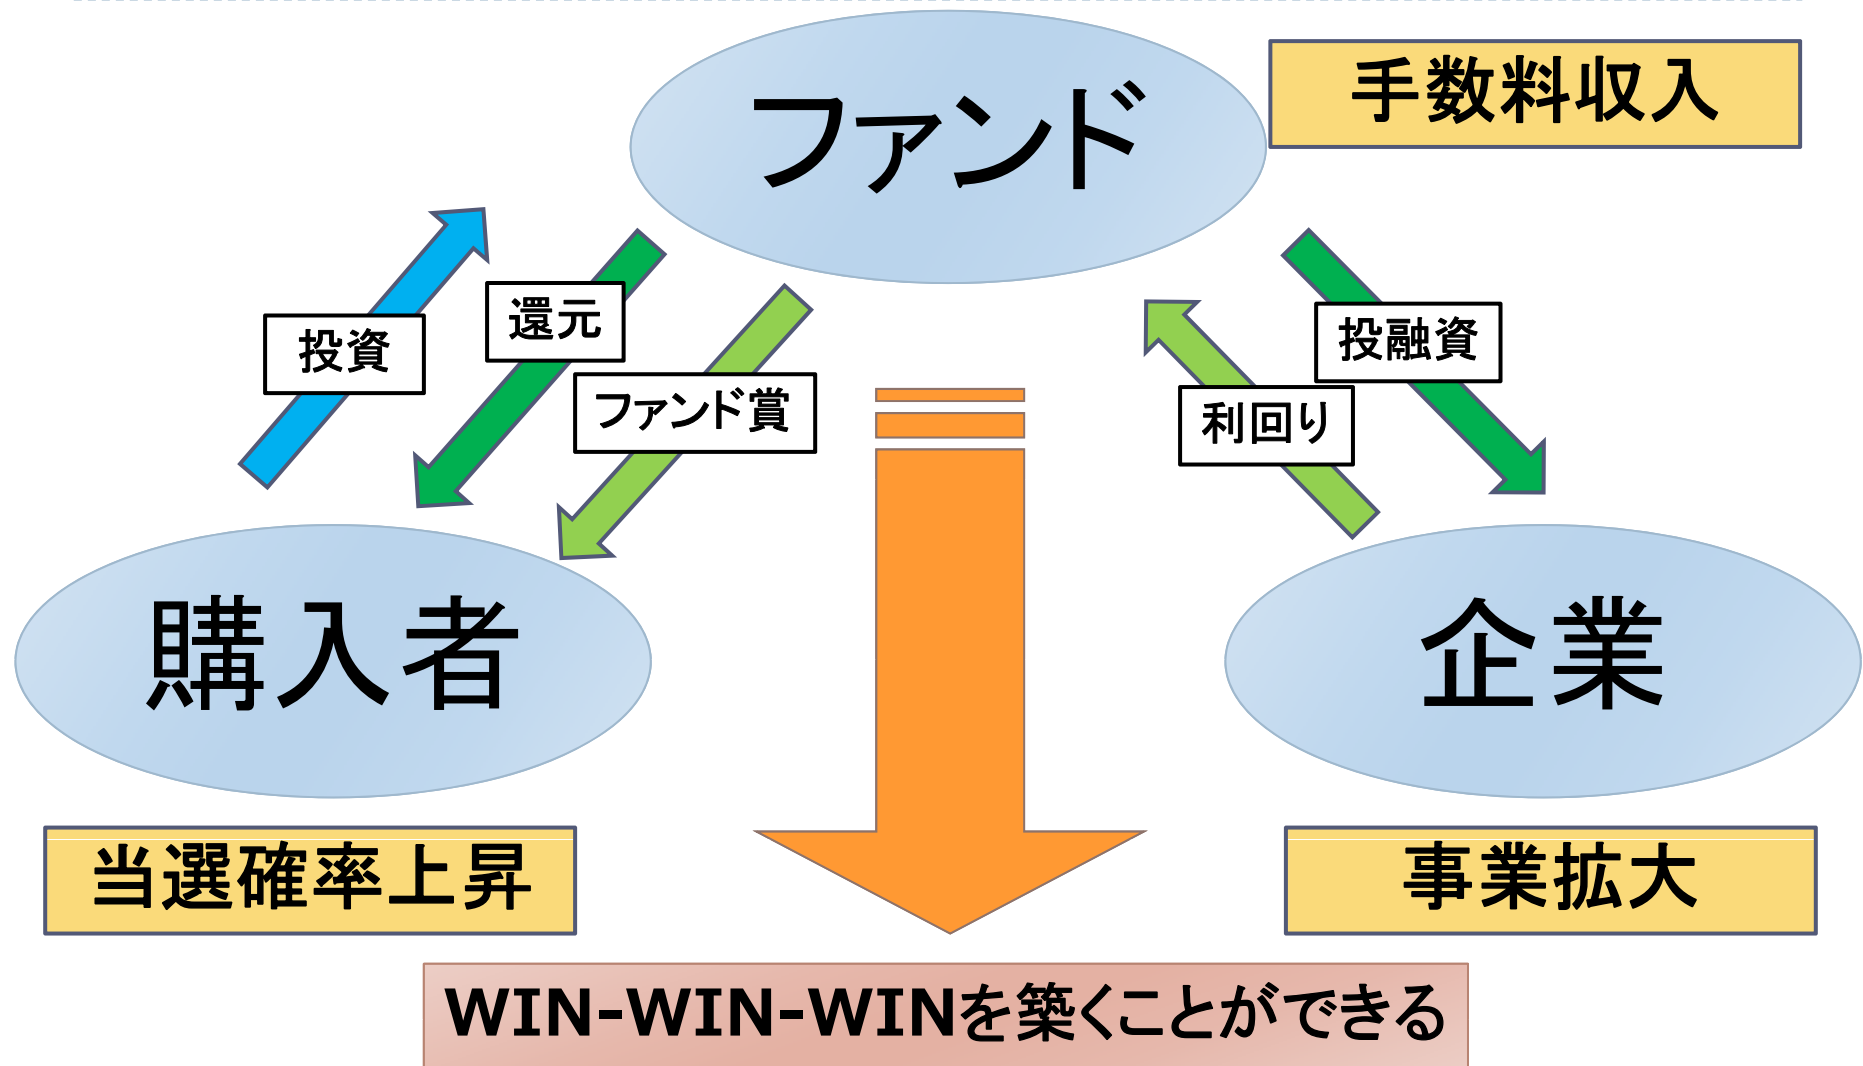 ファンド
手数料収入
投資
還元
ファンド賞
投融資
利回り
購入者
企業
当選確率上昇
事業拡大
WIN-WIN-WINを築くことができる